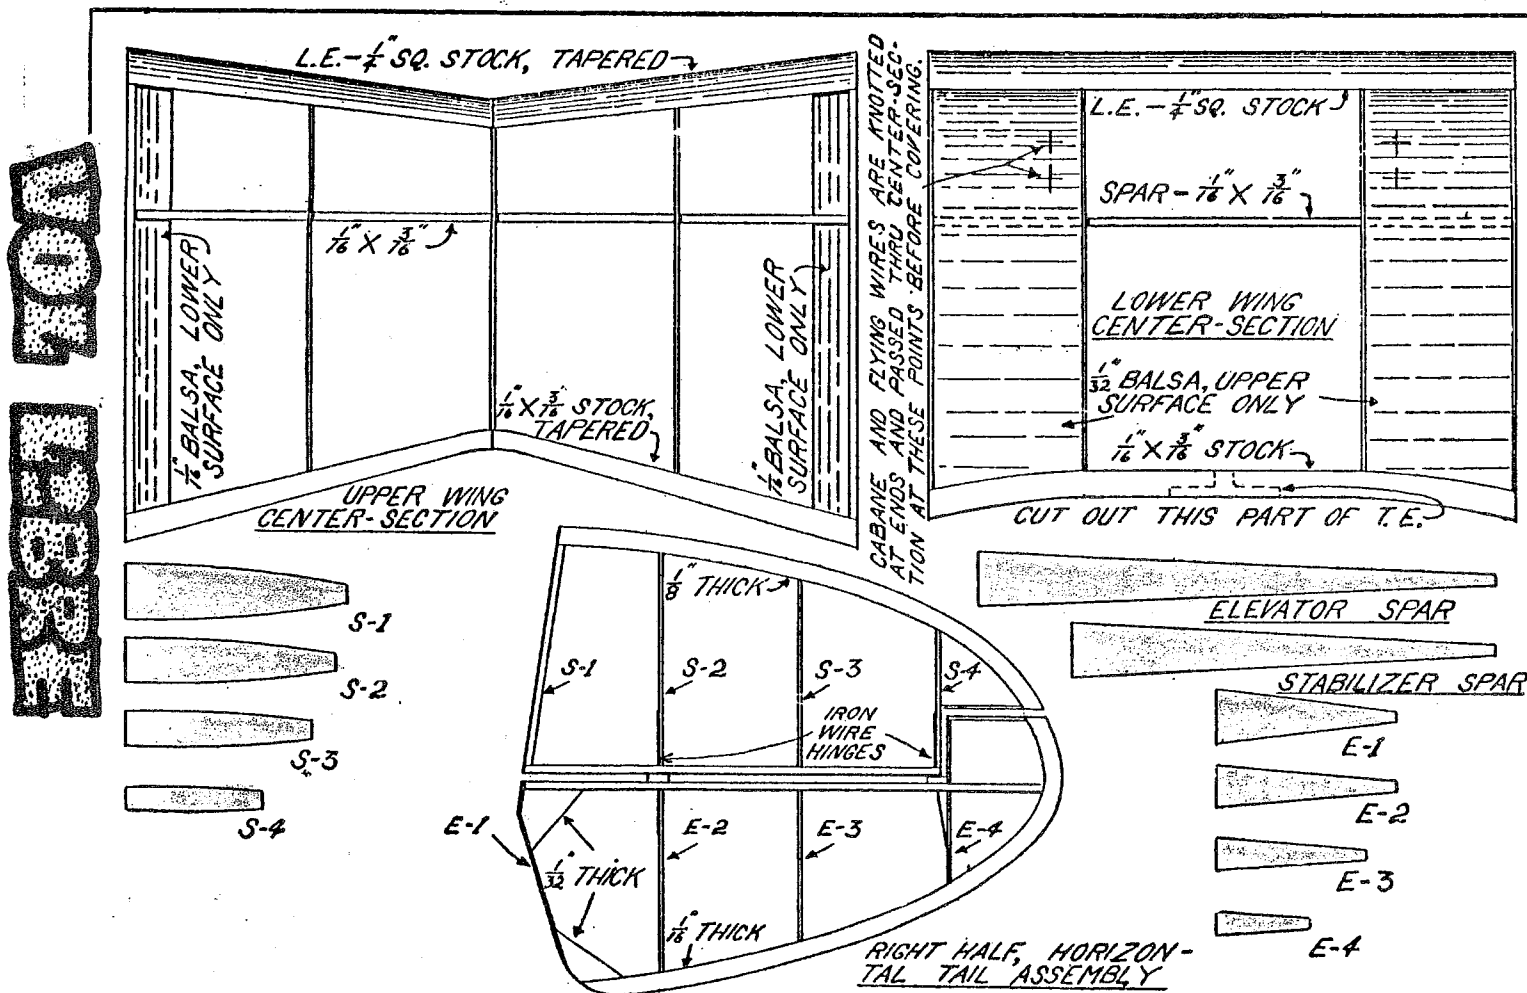 L.E.-1/4" SQ. STOCK, TAPERED
1/16" BALSA, LOWER
SURFACE ONLY
1/16" X 3/16"
1/16" X 3/16" STOCK,
TAPERED
1/16" BALSA, LOWER
SURFACE ONLY
UPPER WING
CENTER-SECTION
CABANE AND FLYING WIRES ARE KNOTTED
AT ENDS AND PASSED THRU CENTER-SEC-
TION AT THESE POINTS BEFORE COVERING.
L.E.-1/4" SQ. STOCK
SPAR-1/16" X 3/16"
LOWER WING
CENTER-SECTION
1/32" BALSA, UPPER
SURFACE ONLY
1/16" X 3/16" STOCK
CUT OUT THIS PART OF T.E.
S-1
S-2
S-3
S-4
1/8" THICK
S-1
S-2
S-3
S-4
IRON
WIRE
HINGES
E-1
E-2
E-3
E-4
1/32" THICK
1/16" THICK
RIGHT HALF, HORIZON-
TAL TAIL ASSEMBLY
ELEVATOR SPAR
STABILIZER SPAR
E-1
E-2
E-3
E-4